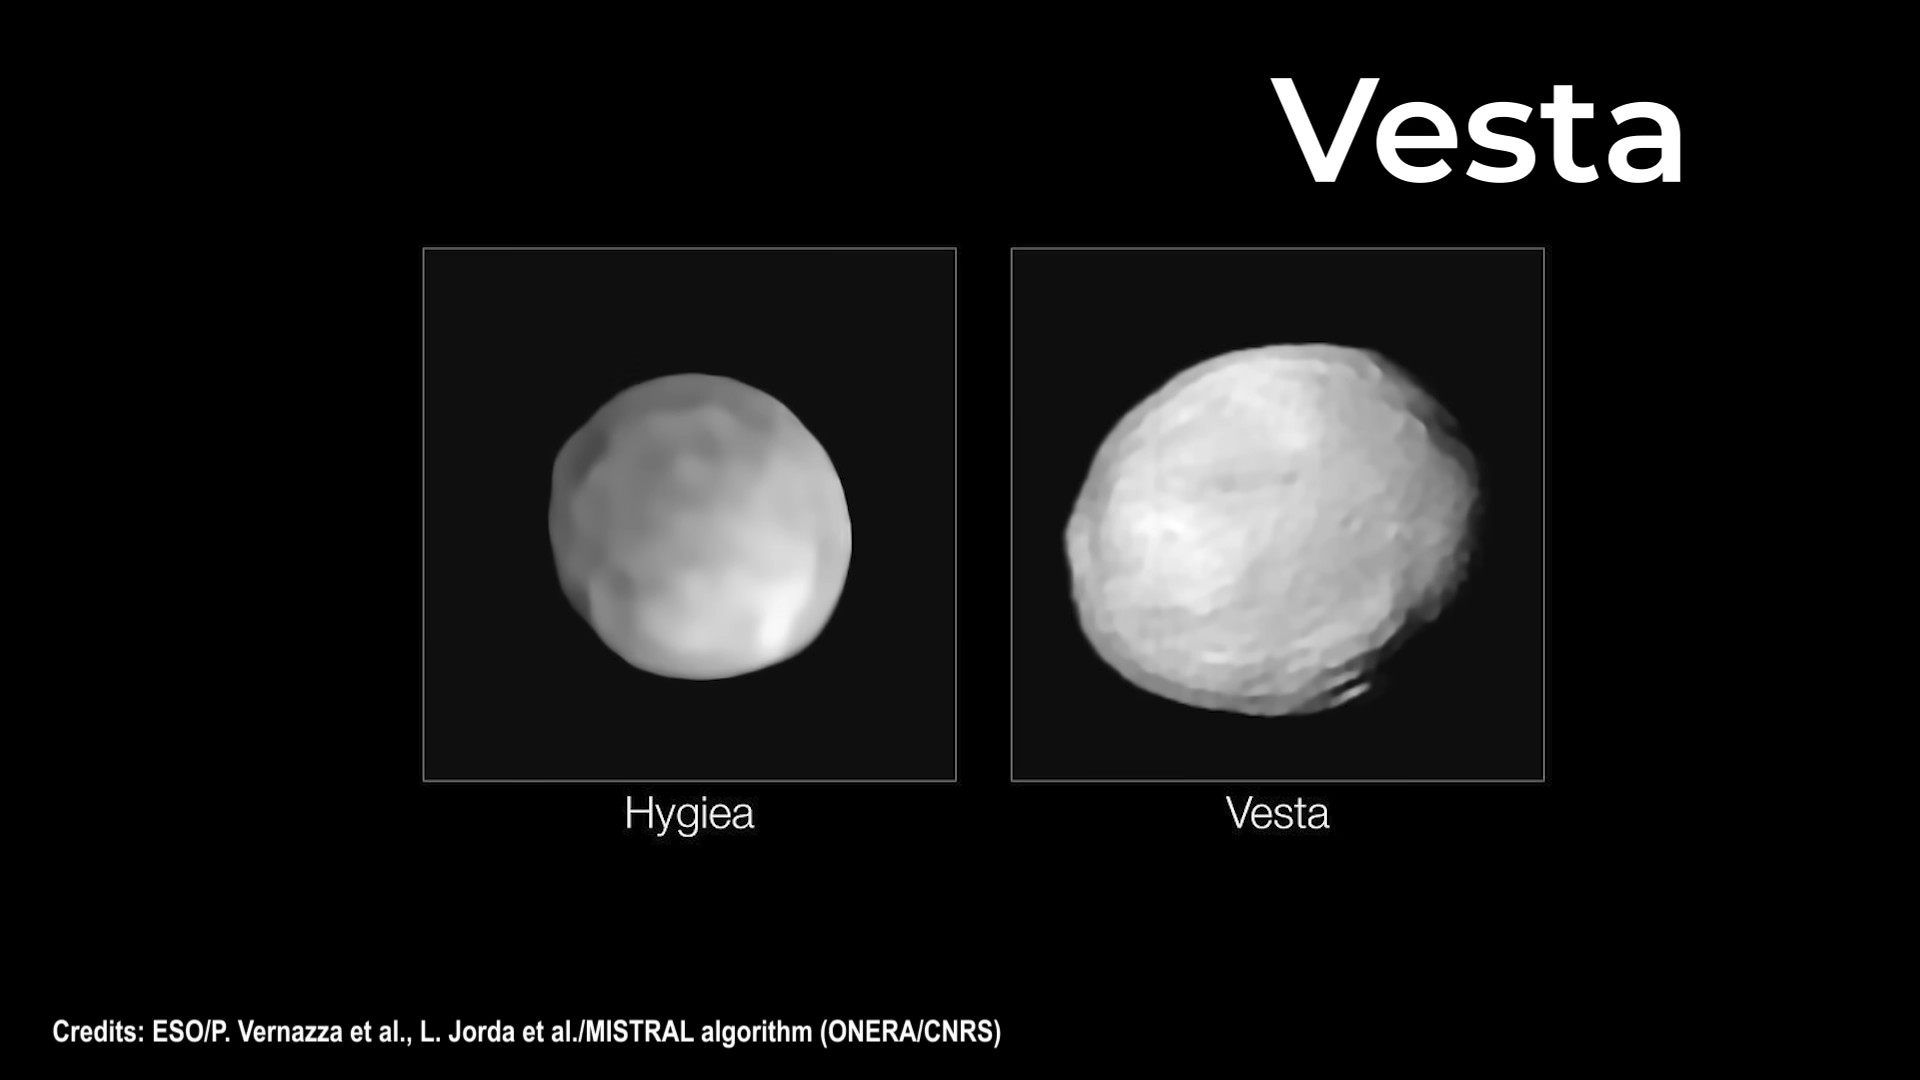 Vesta
Hygiea
Vesta
Credits: ESO/P. Vernazza et al., L. Jorda et al./MISTRAL algorithm (ONERA/CNRS)